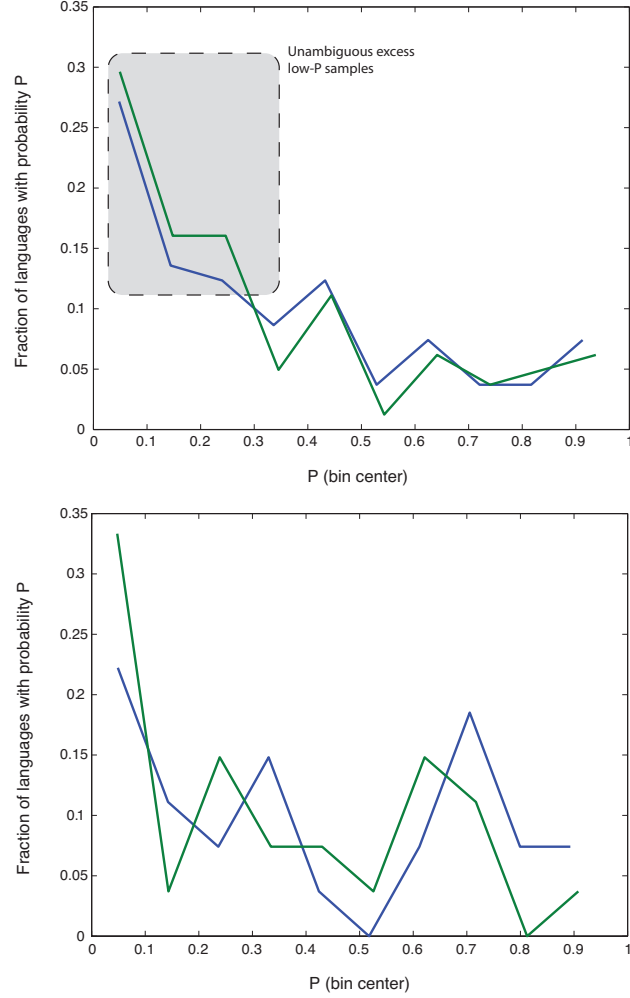 0.35
0.3
0.25
0.2
0.15
0.1
0.05
0
Fraction of languages with probability P
Unambiguous excess
low-P samples
0 0.1 0.2 0.3 0.4 0.5 0.6 0.7 0.8 0.9 1
P (bin center)
0.35
0.3
0.25
0.2
0.15
0.1
0.05
0
Fraction of languages with probability P
0 0.1 0.2 0.3 0.4 0.5 0.6 0.7 0.8 0.9 1
P (bin center)